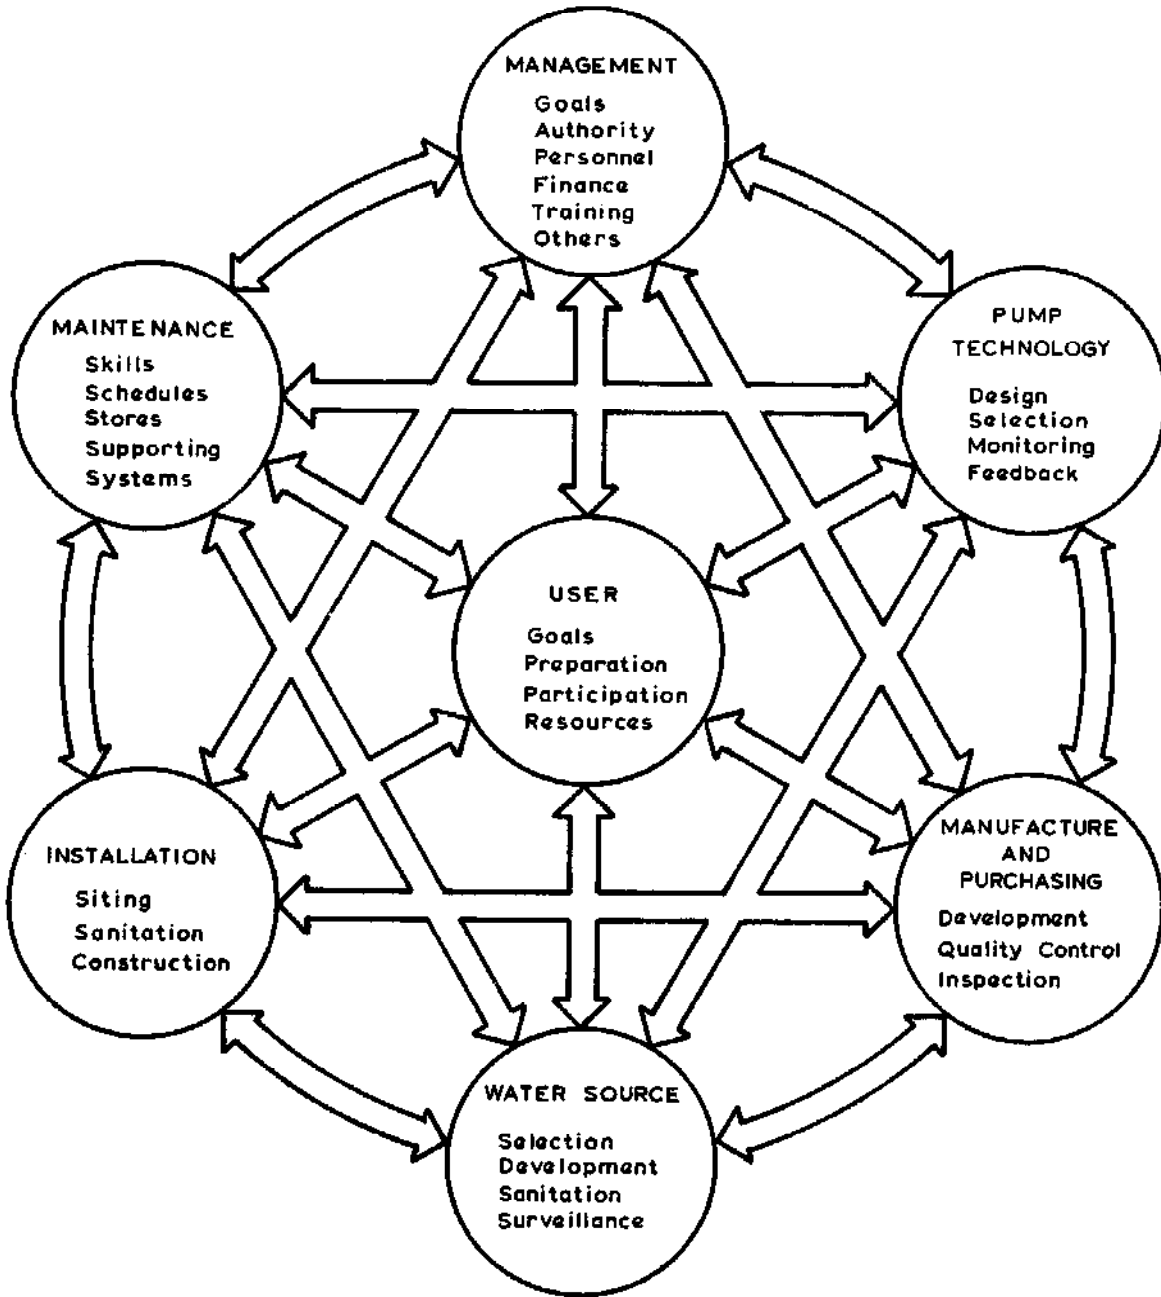 MANAGEMENT
Goals
Authority
Personnel
Finance
Training
Others
MAINTENANCE
Skills
Schedules
Stores
Supporting
Systems
PUMP
TECHNOLOGY
Design
Selection
Monitoring
Feedback
USER
Goals
Preparation
Participation
Resources
INSTALLATION
Siting
Sanitation
Construction
MANUFACTURE
AND
PURCHASING
Development
Quality Control
Inspection
WATER SOURCE
Selection
Development
Sanitation
Surveillance